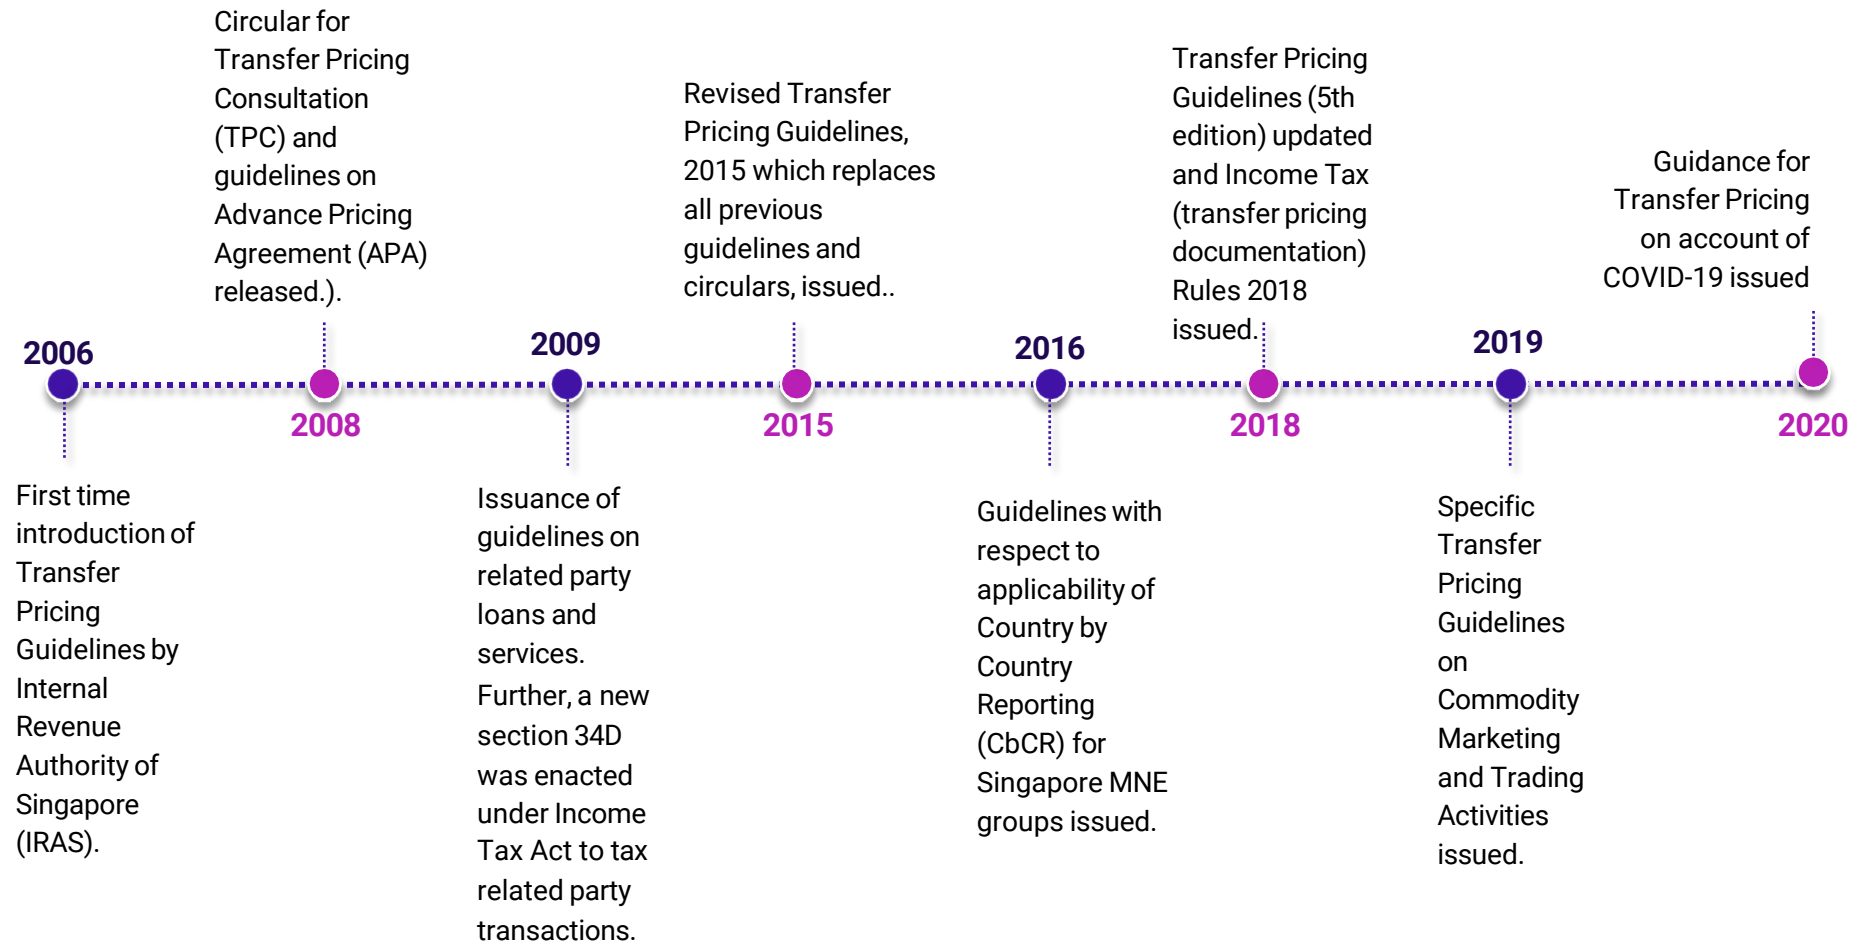 Circular for
Transfer Pricing
Consultation
(TPC) and
guidelines on
Advance Pricing
Agreement (APA)
released.).
Revised Transfer
Pricing Guidelines,
2015 which replaces
all previous
guidelines and
circulars, issued..
Transfer Pricing
Guidelines (5th
edition) updated
and Income Tax
(transfer pricing
documentation)
Rules 2018
issued.
Guidance for
Transfer Pricing
on account of
COVID-19 issued
2006
2008
2009
2015
2016
2018
2019
2020
First time
introduction of
Transfer
Pricing
Guidelines by
Internal
Revenue
Authority of
Singapore
(IRAS).
Issuance of
guidelines on
related party
loans and
services.
Further, a new
section 34D
was enacted
under Income
Tax Act to tax
related party
transactions.
Guidelines with
respect to
applicability of
Country by
Country
Reporting
(CbCR) for
Singapore MNE
groups issued.
Specific
Transfer
Pricing
Guidelines
on
Commodity
Marketing
and Trading
Activities
issued.